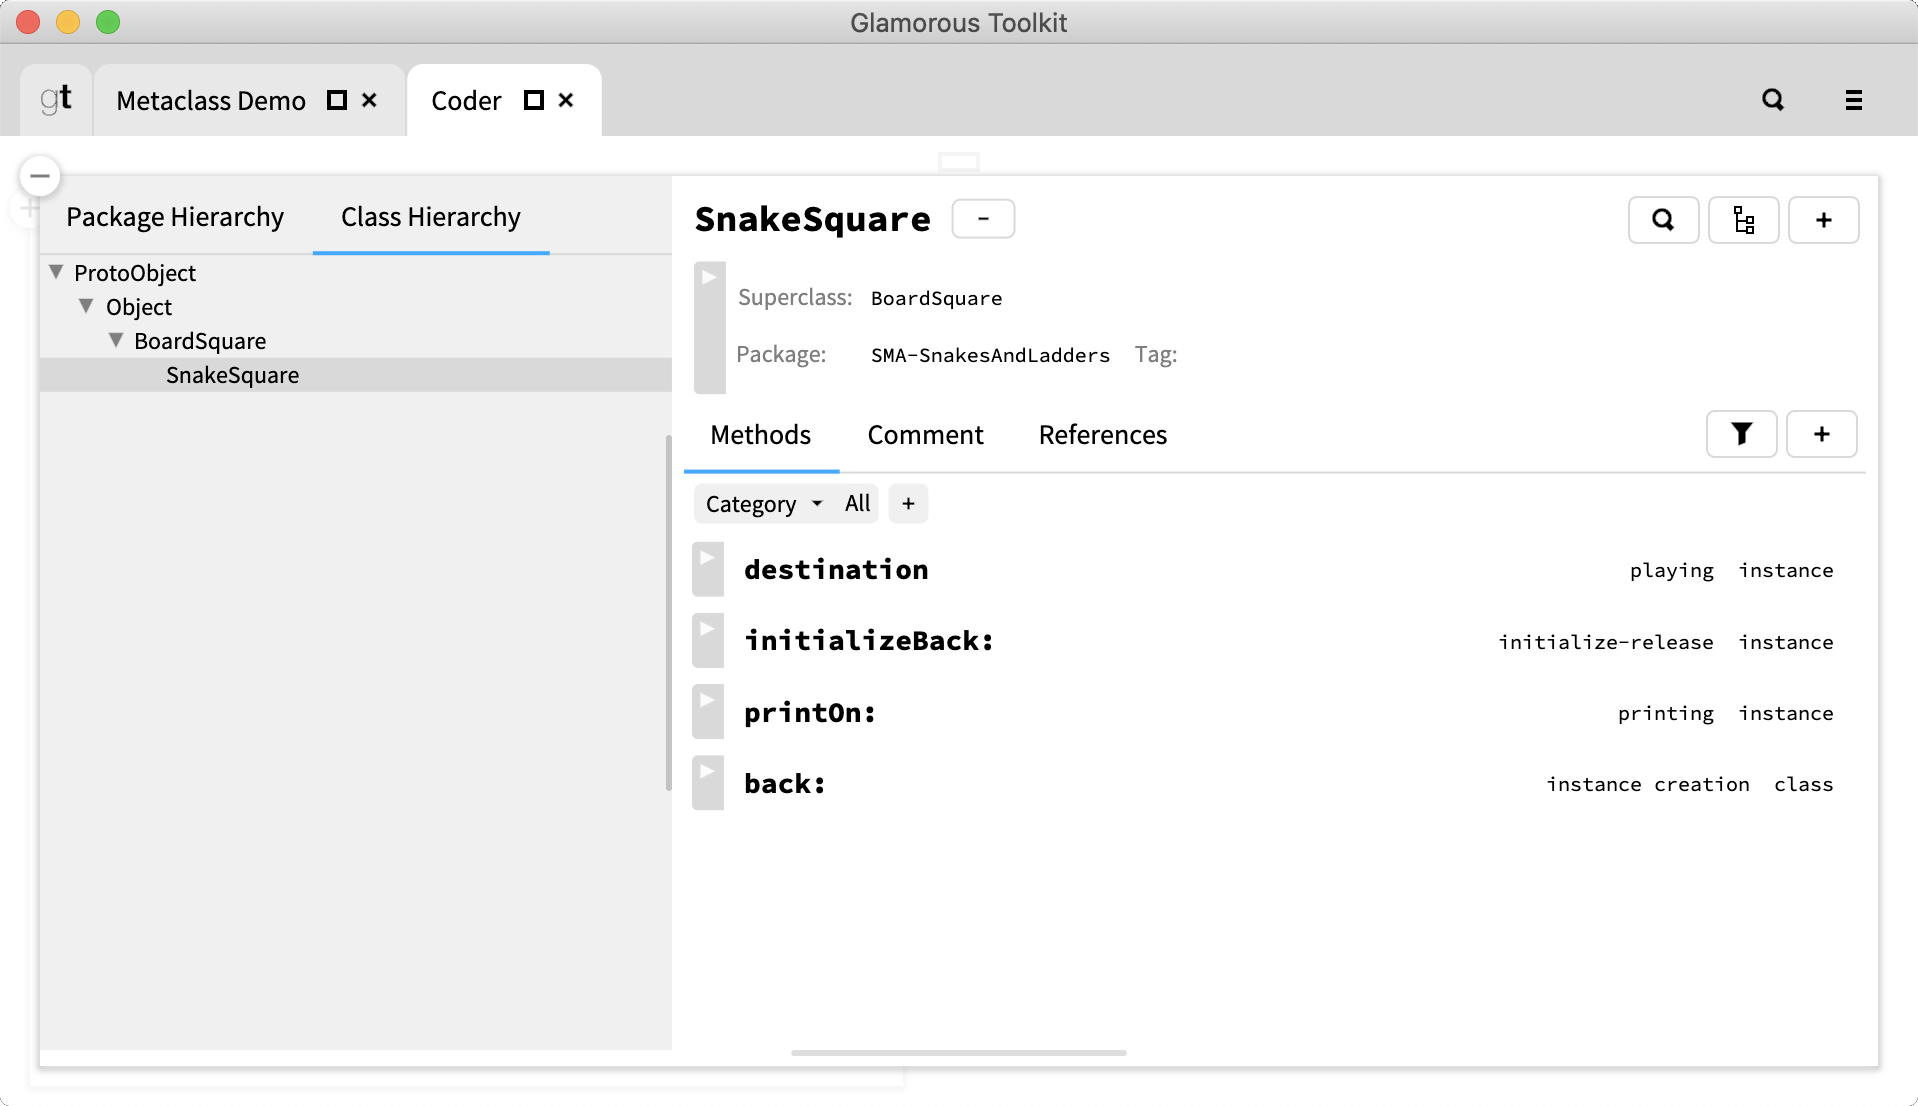 Glamorous Toolkit
gt Metaclass Demo Coder
Package Hierarchy Class Hierarchy
ProtoObject
Object
BoardSquare
SnakeSquare
SnakeSquare -
+
Superclass: BoardSquare
Package: SMA-SnakesAndLadders Tag:
Methods Comment References +
Category All +
destination playing instance
initializeBack: initialize-release instance
printOn: printing instance
back: instance creation class